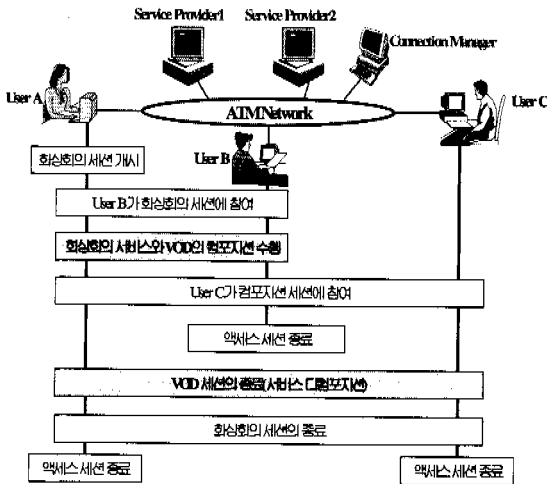 Service Provider1
Service Provider2
Connection Manager
User A
User C
ATM Network
User B
화상회의 세션 개시
User B가 화상회의 세션에 참여
화상회의 서비스와 VOD의 컴포지션 수행
User C가 컴포지션 세션에 참여
액세스 세션 종료
VOD 세션의 종료(서비스 디컴포지션)
화상회의 세션의 종료
액세스 세션 종료
액세스 세션 종료